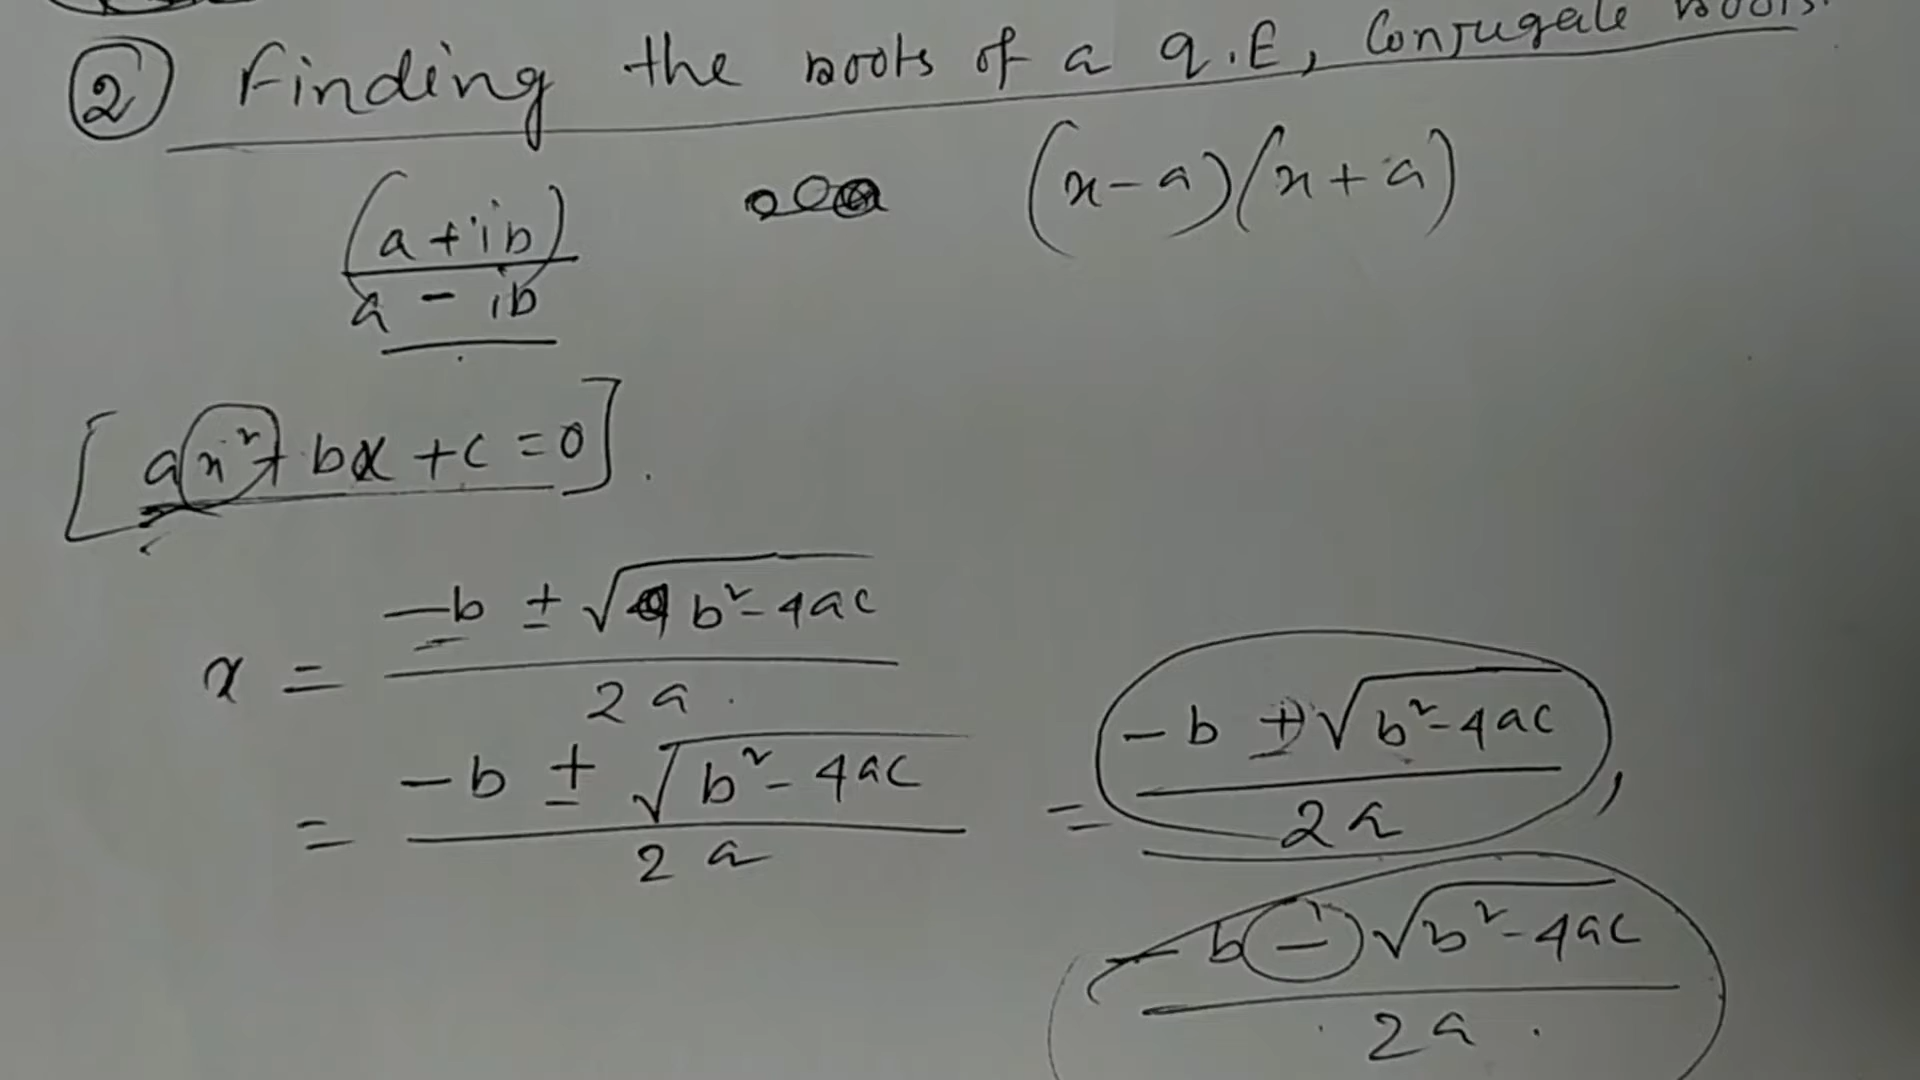 ② Finding the roots of a q.E, Conjugate roots.
(a+ib) (x-a)(x+a)
a - ib
[ax²+bx+c=0].
x = (-b ± √(b²-4ac)) / 2a.
= (-b ± √(b²-4ac)) / 2a = (-b ± √(b²-4ac)) / 2a,
(-b - √(b²-4ac)) / 2a.